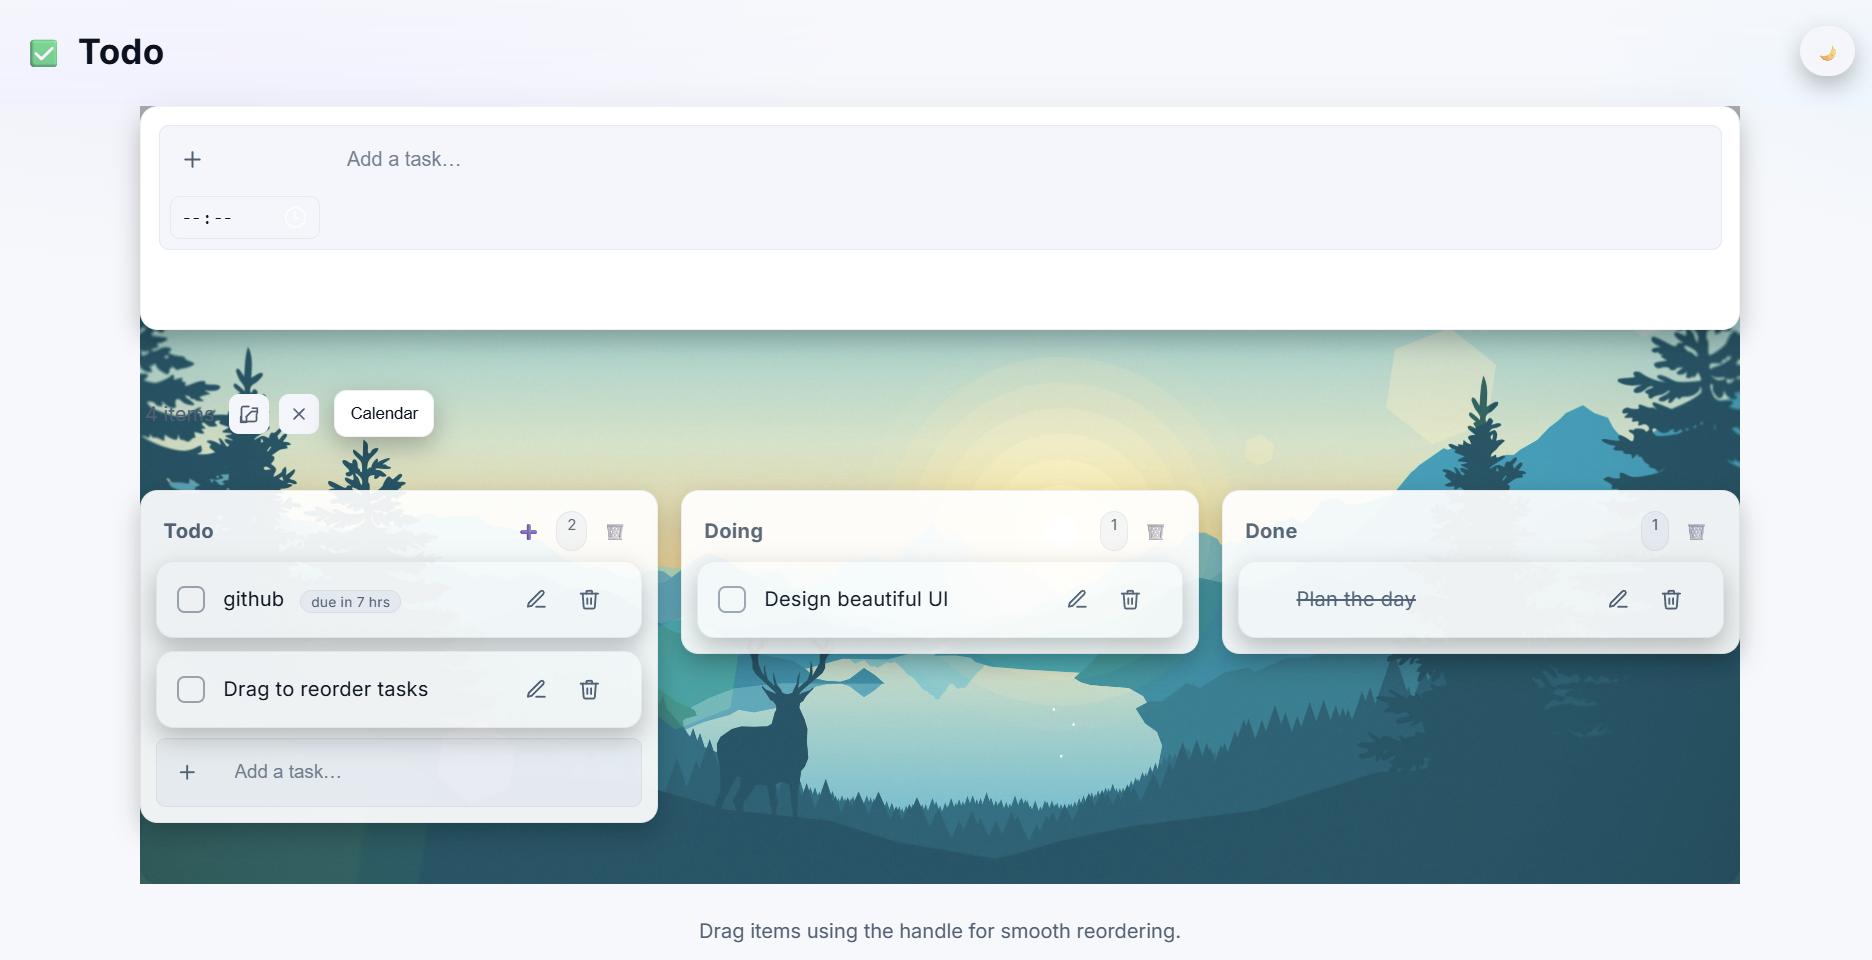 Todo
Add a task...
--:--
4 items
Calendar
Todo
2
github
due in 7 hrs
Drag to reorder tasks
Add a task...
Doing
1
Design beautiful UI
Done
1
Plan the day
Drag items using the handle for smooth reordering.